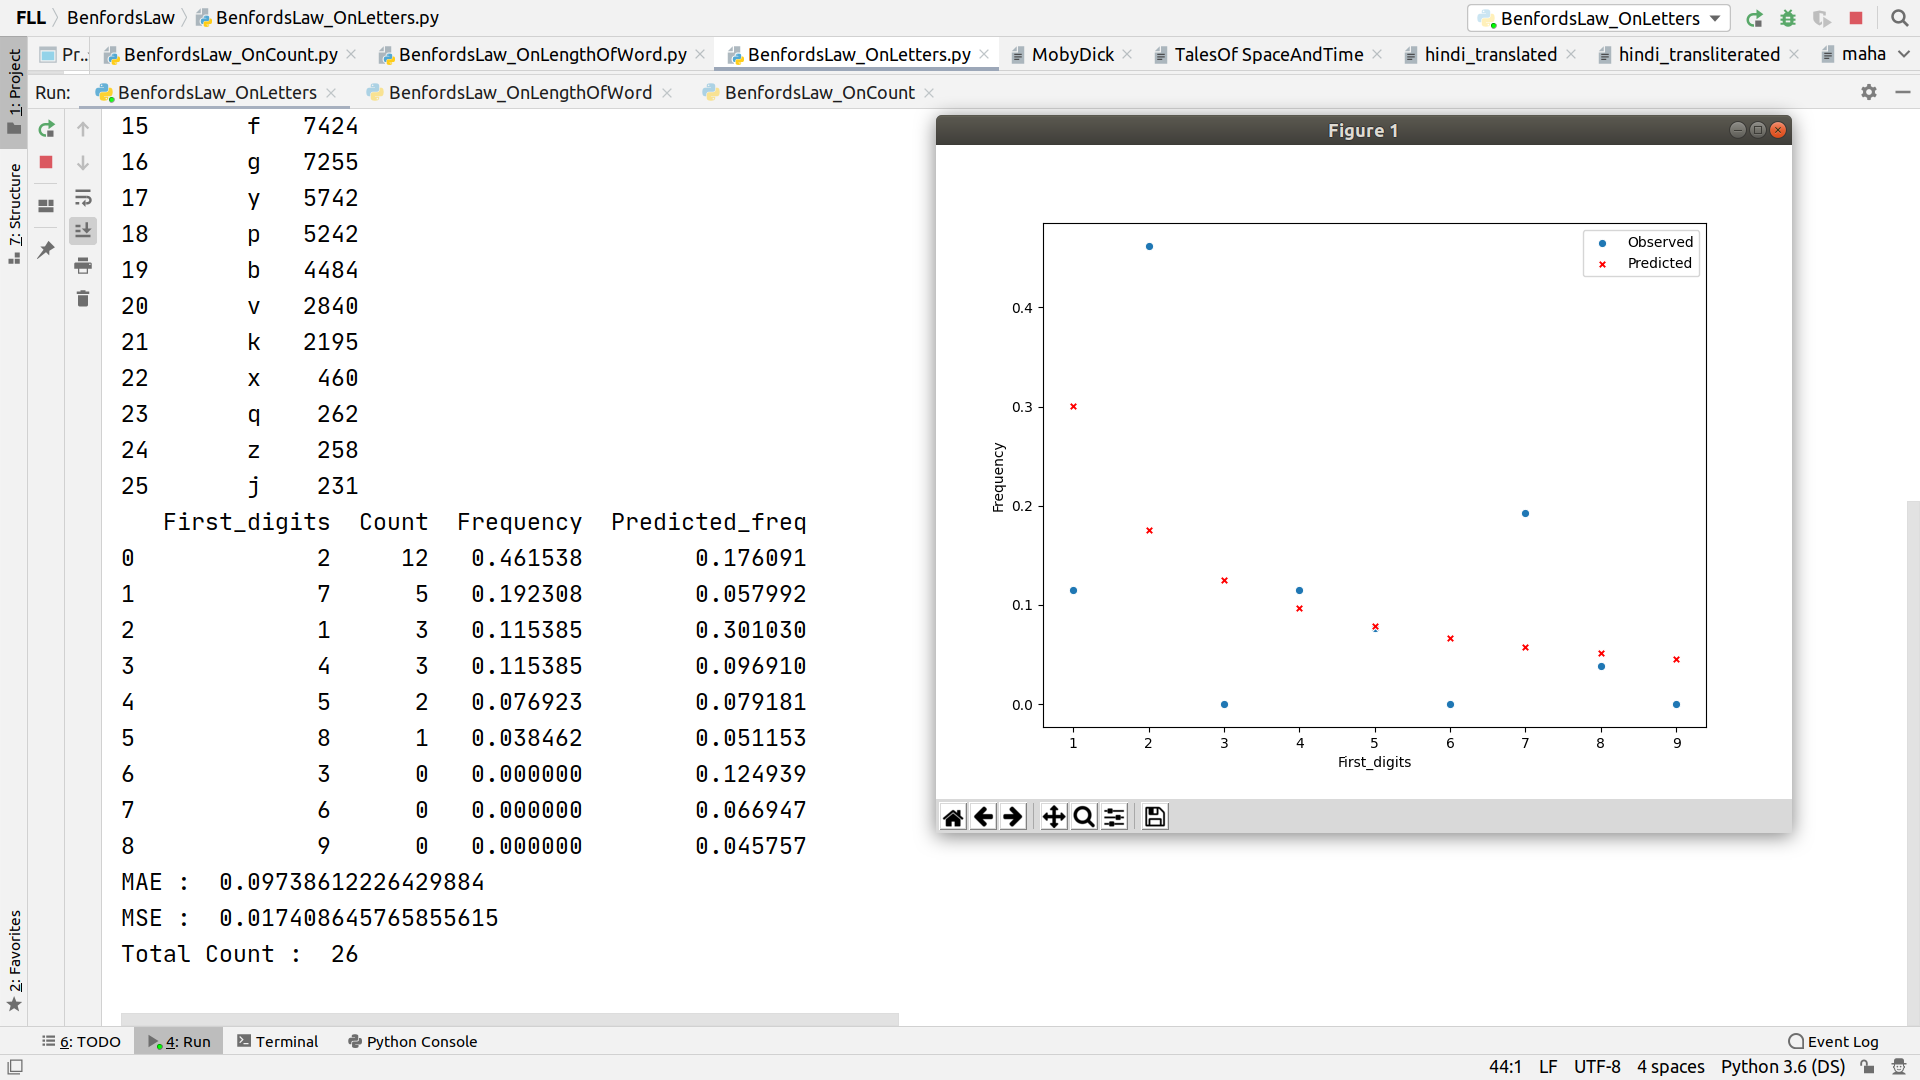 FLL BenfordsLaw BenfordsLaw_OnLetters.py BenfordsLaw_OnLetters
1: Project
Pr.. BenfordsLaw_OnCount.py BenfordsLaw_OnLengthOfWord.py BenfordsLaw_OnLetters.py MobyDick TalesOf SpaceAndTime hindi_translated hindi_transliterated maha
Run: BenfordsLaw_OnLetters BenfordsLaw_OnLengthOfWord BenfordsLaw_OnCount
7: Structure
2: Favorites
15 f 7424
16 g 7255
17 y 5742
18 p 5242
19 b 4484
20 v 2840
21 k 2195
22 x 460
23 q 262
24 z 258
25 j 231
First_digits Count Frequency Predicted_freq
0 2 12 0.461538 0.176091
1 7 5 0.192308 0.057992
2 1 3 0.115385 0.301030
3 4 3 0.115385 0.096910
4 5 2 0.076923 0.079181
5 8 1 0.038462 0.051153
6 3 0 0.000000 0.124939
7 6 0 0.000000 0.066947
8 9 0 0.000000 0.045757
MAE : 0.09738612226429884
MSE : 0.017408645765855615
Total Count : 26
Figure 1
Observed
Predicted
0.4
0.3
0.2
0.1
0.0
Frequency
1 2 3 4 5 6 7 8 9
First_digits
6: TODO 4: Run Terminal Python Console Event Log
44:1 LF UTF-8 4 spaces Python 3.6 (DS)